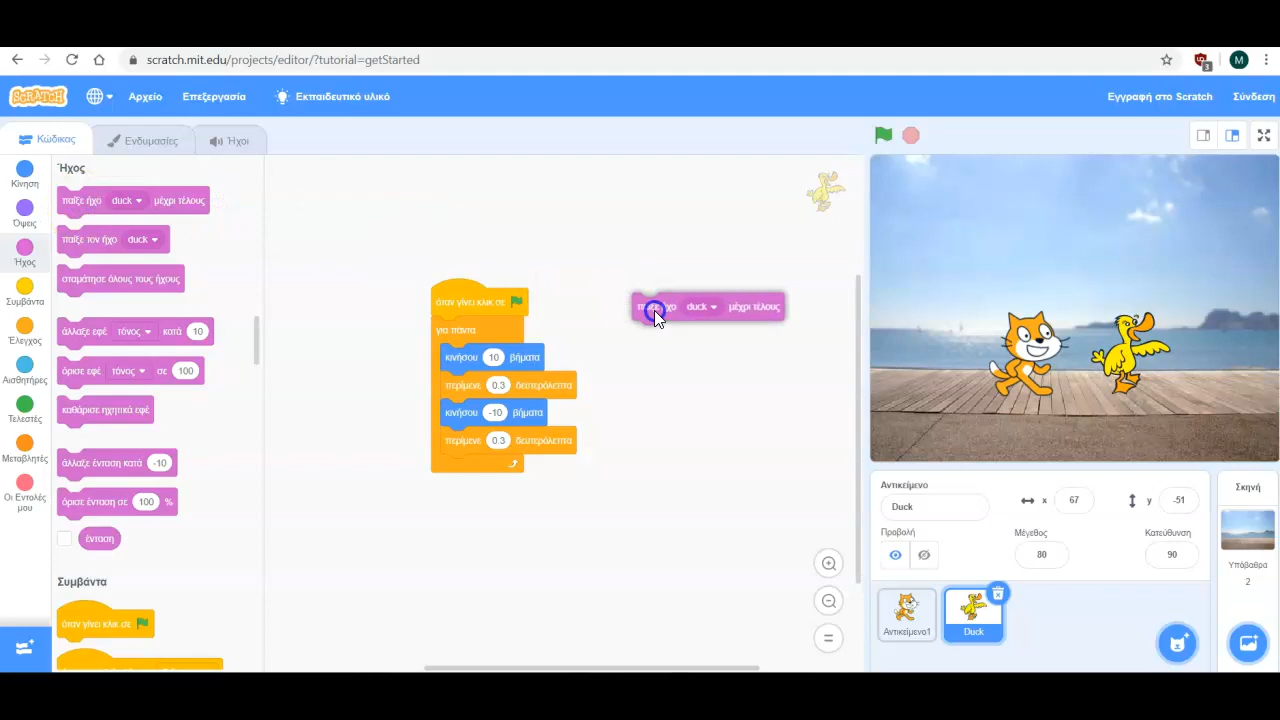 scratch.mit.edu/projects/editor/?tutorial=getStarted
3
M
SCRATCH
Αρχείο
Επεξεργασία
Εκπαιδευτικό υλικό
Εγγραφή στο Scratch
Σύνδεση
Κώδικας
Ενδυμασίες
Ήχοι
Κίνηση
Όψεις
Ήχος
Συμβάντα
Έλεγχος
Αισθητήρες
Τελεστές
Μεταβλητές
Οι Εντολές
μου
Ήχος
παίξε ήχο duck μέχρι τέλους
παίξε τον ήχο duck
σταμάτησε όλους τους ήχους
άλλαξε εφέ τόνος κατά 10
όρισε εφέ τόνος σε 100
καθάρισε ηχητικά εφέ
άλλαξε ένταση κατά -10
όρισε ένταση σε 100 %
ένταση
Συμβάντα
όταν γίνει κλικ σε
όταν γίνει κλικ σε
για πάντα
κινήσου 10 βήματα
περίμενε 0.3 δευτερόλεπτα
κινήσου -10 βήματα
περίμενε 0.3 δευτερόλεπτα
duck μέχρι τέλους
Αντικείμενο
Duck
x 67
y -51
Προβολή
Μέγεθος
80
Κατεύθυνση
90
Αντικείμενο1
Duck
Σκηνή
Υπόβαθρα
2